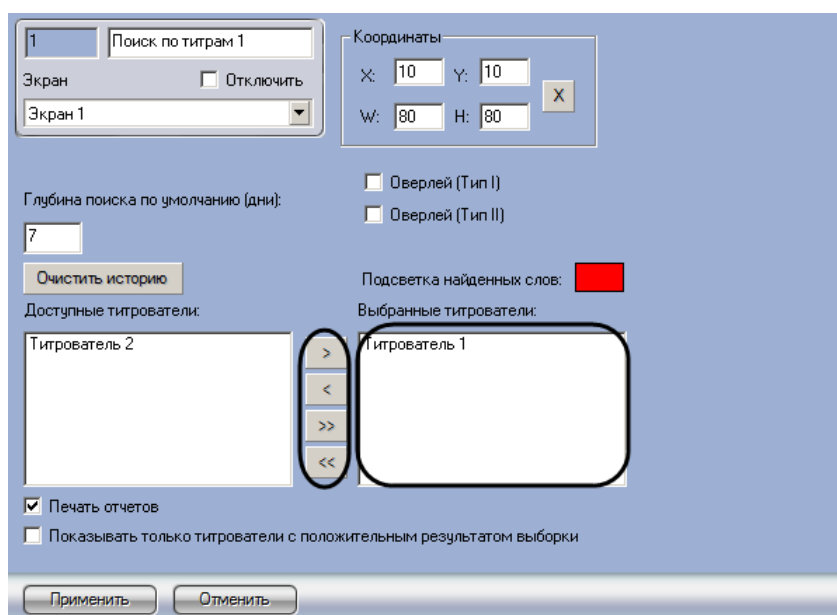 1 Поиск по титрам 1
Экран Отключить
Экран 1
Координаты
X: 10 Y: 10
X
W: 80 H: 80
Оверлей (Тип I)
Оверлей (Тип II)
Глубина поиска по умолчанию (дни):
7
Очистить историю
Подсветка найденных слов:
Доступные титрователи:
Выбранные титрователи:
Титрователь 2
>
<
>>
<<
Титрователь 1
Печать отчетов
Показывать только титрователи с положительным результатом выборки
Применить Отменить